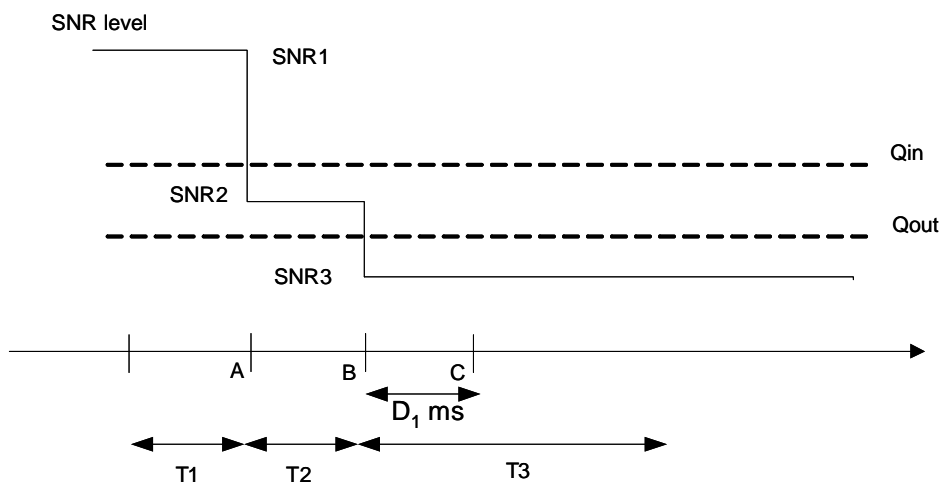 SNR level
SNR1
Qin
SNR2
Qout
SNR3
A
B
C
D1 ms
T1
T2
T3